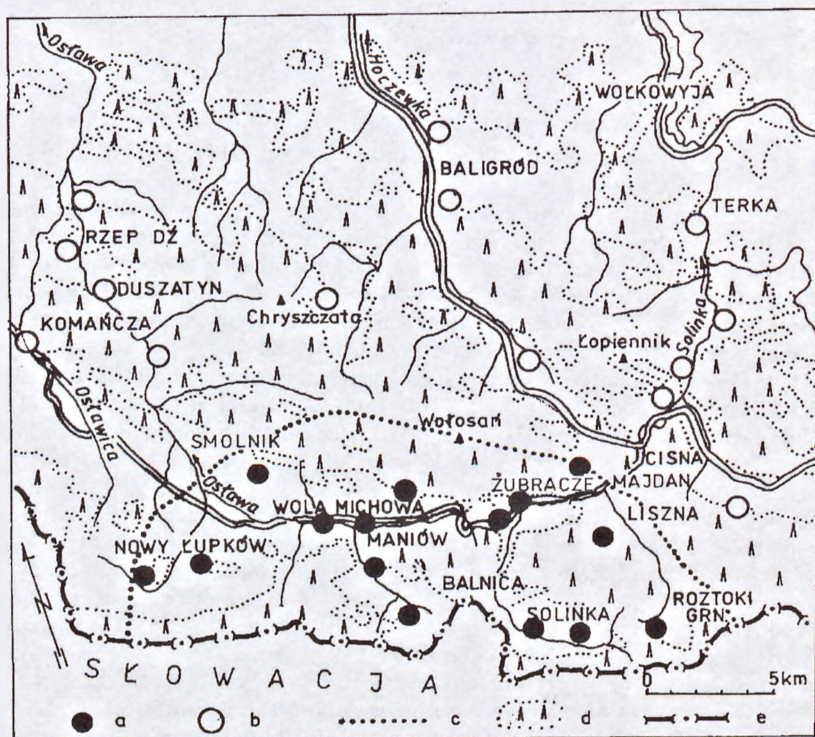 Osława
Hoczewka
WOŁKOWYJA
BALIGRÓD
TERKA
RZEP DŹ
DUSZATYN
Chryszczata
Solinka
KOMAŃCZA
Łopiennik
Osławica
Wołosań
SMOLNIK
CISNA
Osława
ŻUBRACZE
MAJDAN
WOLA MICHOWA
LISZNA
NOWY ŁUPKÓW
MANIÓW
BALNICA
ROZTOKI
GRN.
SOLINKA
SŁOWACJA
0 5km
a b c d e